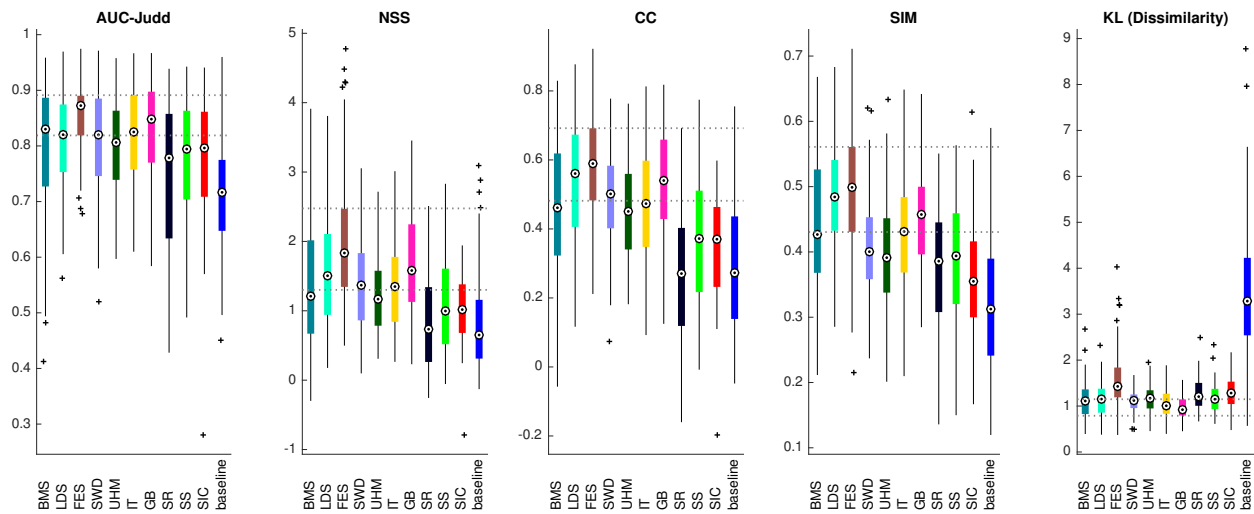 AUC-Judd
1
0.9
0.8
0.7
0.6
0.5
0.4
0.3
BMS
LDS
FES
SWD
UHM
IT
GB
SR
SS
SIC
baseline
NSS
5
4
3
2
1
0
-1
BMS
LDS
FES
SWD
UHM
IT
GB
SR
SS
SIC
baseline
CC
0.8
0.6
0.4
0.2
0
-0.2
BMS
LDS
FES
SWD
UHM
IT
GB
SR
SS
SIC
baseline
SIM
0.7
0.6
0.5
0.4
0.3
0.2
0.1
BMS
LDS
FES
SWD
UHM
IT
GB
SR
SS
SIC
baseline
KL (Dissimilarity)
9
8
7
6
5
4
3
2
1
0
BMS
LDS
FES
SWD
UHM
IT
GB
SR
SS
SIC
baseline